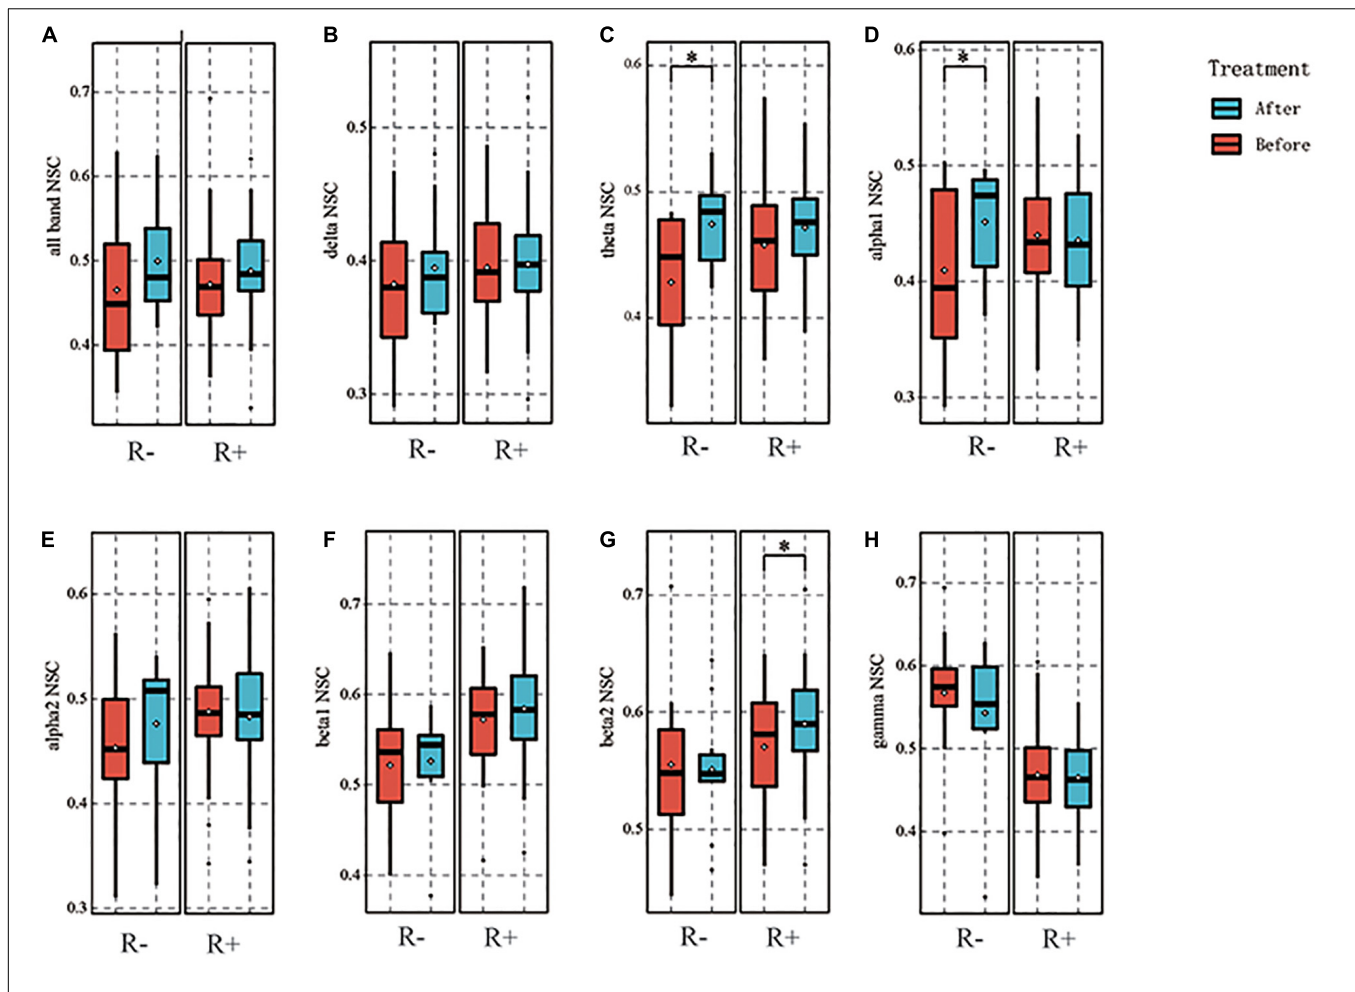 A
all band NSC
0.7
0.6
0.5
0.4
R-
R+
B
delta NSC
0.5
0.4
0.3
R-
R+
C
theta NSC
0.6
0.5
0.4
*
R-
R+
D
alpha1 NSC
0.6
0.5
0.4
0.3
*
R-
R+
Treatment
After
Before
E
alpha2 NSC
0.6
0.5
0.4
0.3
R-
R+
F
beta1 NSC
0.7
0.6
0.5
0.4
R-
R+
G
beta2 NSC
0.7
0.6
0.5
*
R-
R+
H
gamma NSC
0.7
0.6
0.5
0.4
R-
R+